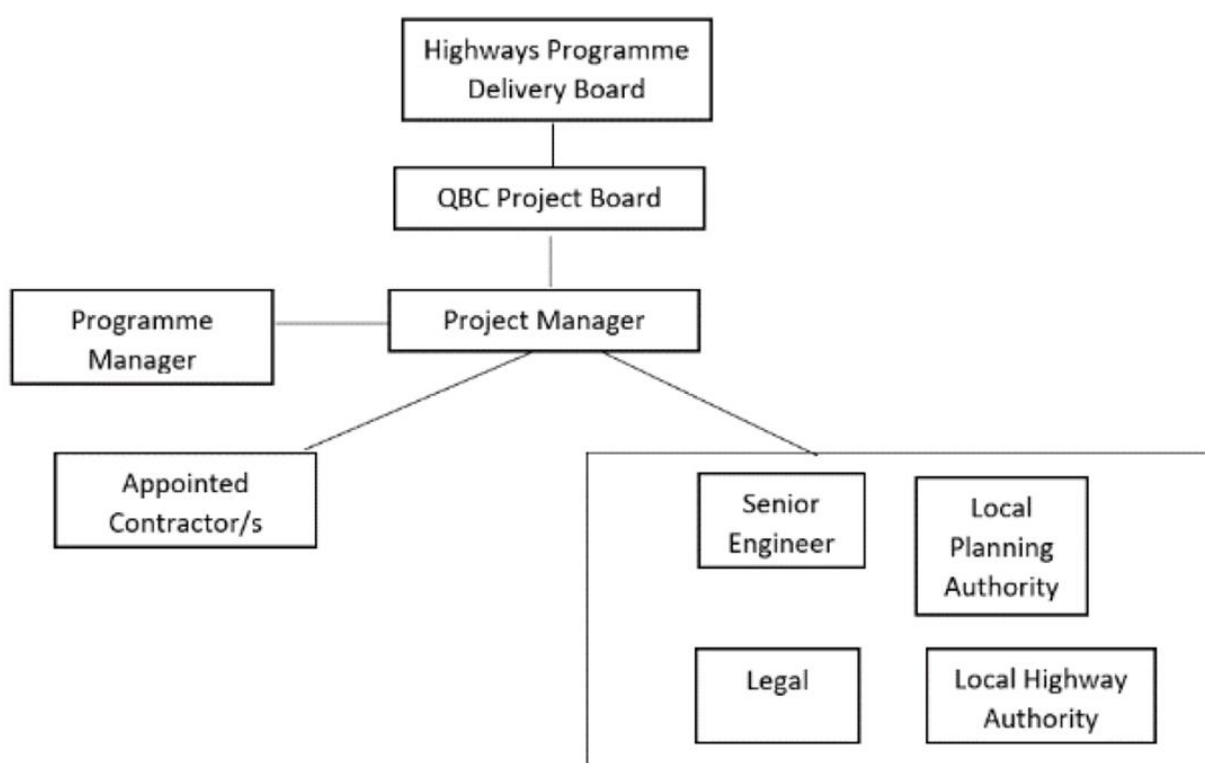 Highways Programme
Delivery Board
QBC Project Board
Project Manager
Programme
Manager
Appointed
Contractor/s
Senior
Engineer
Local
Planning
Authority
Legal
Local Highway
Authority